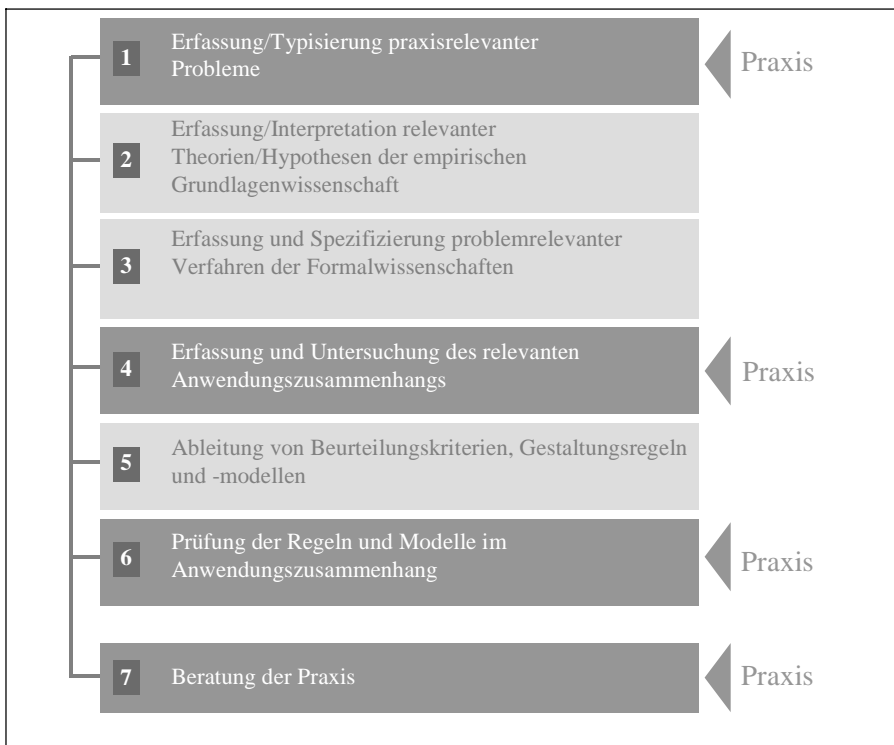 1
Erfassung/Typisierung praxisrelevanter
Probleme
Praxis
2
Erfassung/Interpretation relevanter
Theorien/Hypothesen der empirischen
Grundlagenwissenschaft
3
Erfassung und Spezifizierung problemrelevanter
Verfahren der Formalwissenschaften
4
Erfassung und Untersuchung des relevanten
Anwendungszusammenhangs
Praxis
5
Ableitung von Beurteilungskriterien, Gestaltungsregeln
und -modellen
6
Prüfung der Regeln und Modelle im
Anwendungszusammenhang
Praxis
7
Beratung der Praxis
Praxis